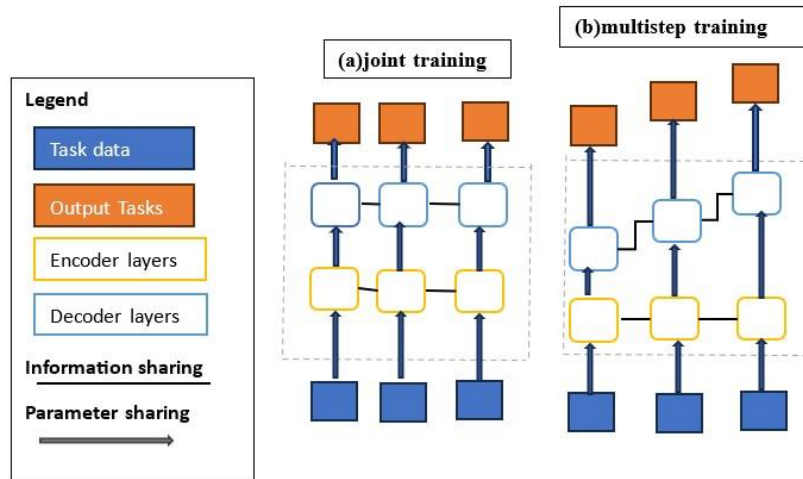 (b)multistep training
(a)joint training
Legend
Task data
Output Tasks
Encoder layers
Decoder layers
Information sharing
Parameter sharing